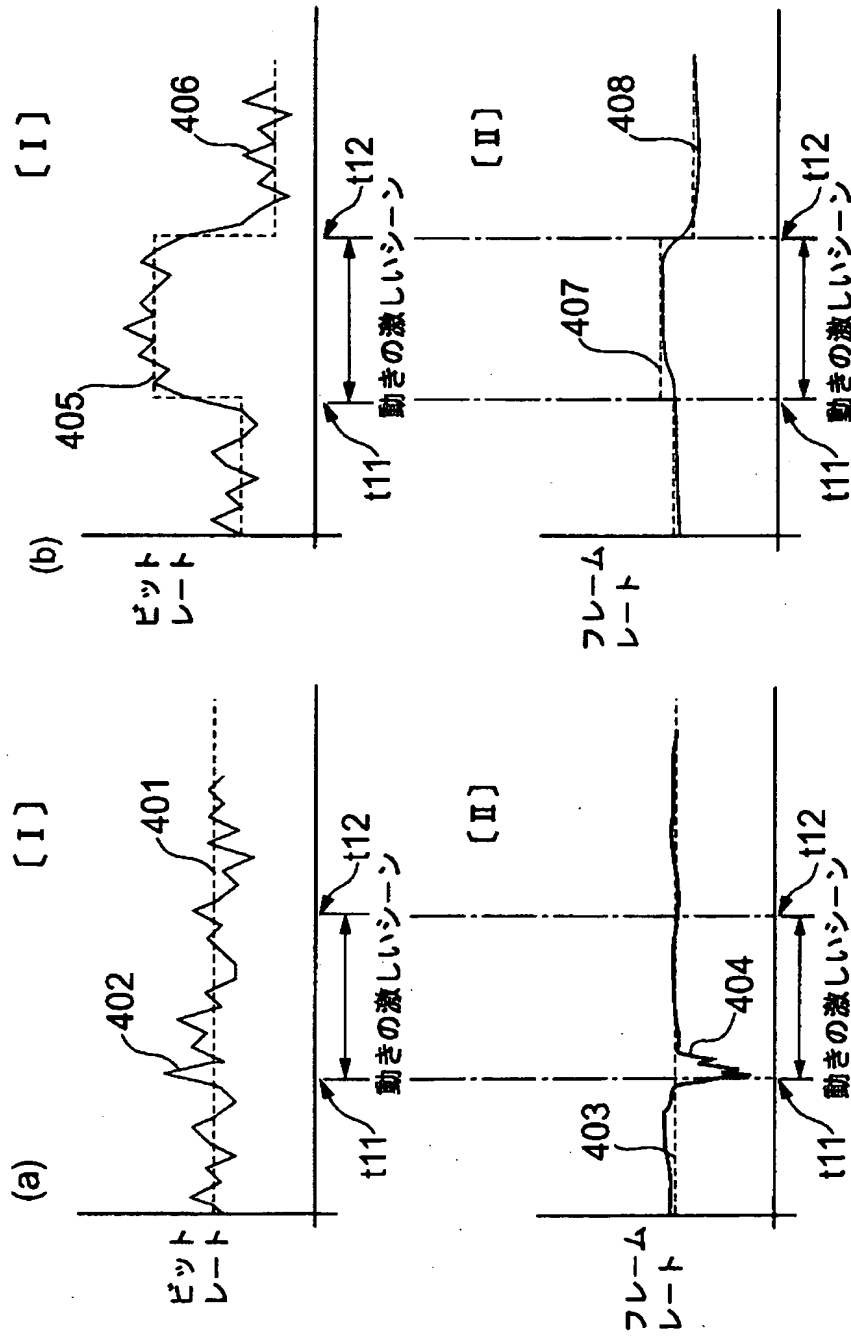 (a)
〔Ⅰ〕
ビット
レート
402
401
t11
t12
動きの激しいシーン
〔Ⅱ〕
フレーム
レート
403
404
t11
t12
動きの激しいシーン
(b)
〔Ⅰ〕
ビット
レート
405
406
t11
t12
動きの激しいシーン
〔Ⅱ〕
フレーム
レート
407
408
t11
t12
動きの激しいシーン